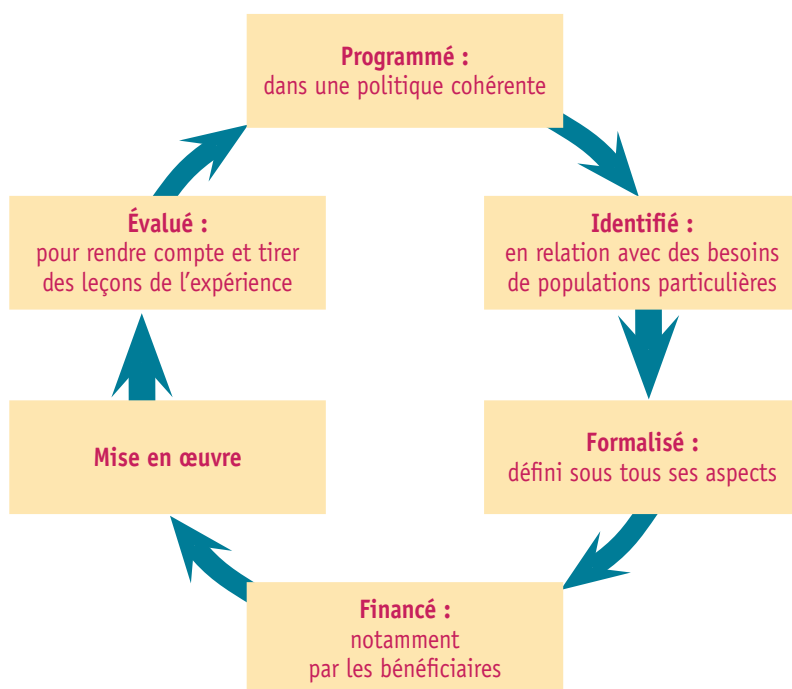 Programmé :
dans une politique cohérente
Identifié :
en relation avec des besoins
de populations particulières
Formalisé :
défini sous tous ses aspects
Financé :
notamment
par les bénéficiaires
Mise en œuvre
Évalué :
pour rendre compte et tirer
des leçons de l’expérience